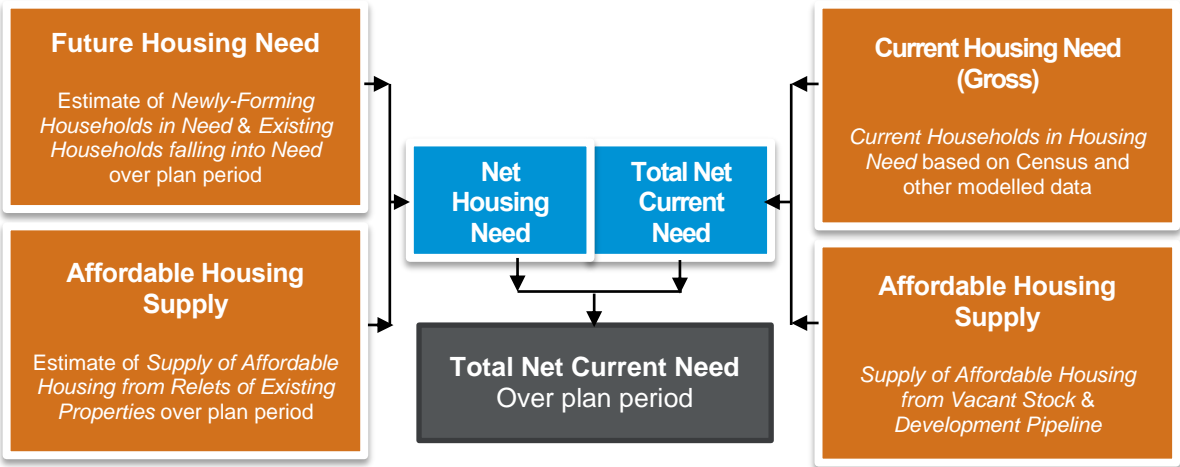 Future Housing Need
Estimate of Newly-Forming
Households in Need & Existing
Households falling into Need
over plan period
Affordable Housing
Supply
Estimate of Supply of Affordable
Housing from Relets of Existing
Properties over plan period
Net
Housing
Need
Total Net
Current
Need
Total Net Current Need
Over plan period
Current Housing Need
(Gross)
Current Households in Housing
Need based on Census and
other modelled data
Affordable Housing
Supply
Supply of Affordable Housing
from Vacant Stock &
Development Pipeline